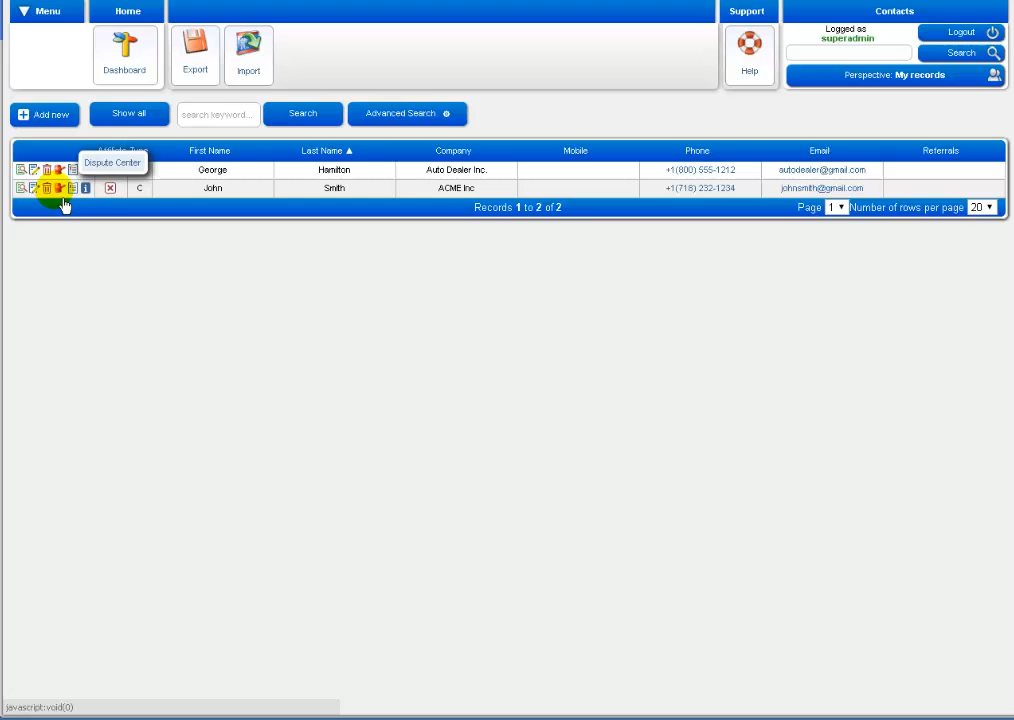 Menu Home Support Contacts
Dashboard Export Import Help
Logged as
superadmin
Logout
Search
Perspective: My records
Add new Show all search keyword... Search Advanced Search
Affiliate Type First Name Last Name ▲ Company Mobile Phone Email Referrals
Dispute Center
George Hamilton Auto Dealer Inc. +1(800) 555-1212 autodealer@gmail.com
C John Smith ACME Inc +1(718) 232-1234 johnsmith@gmail.com
Records 1 to 2 of 2 Page 1 Number of rows per page 20
javascript:void(0)